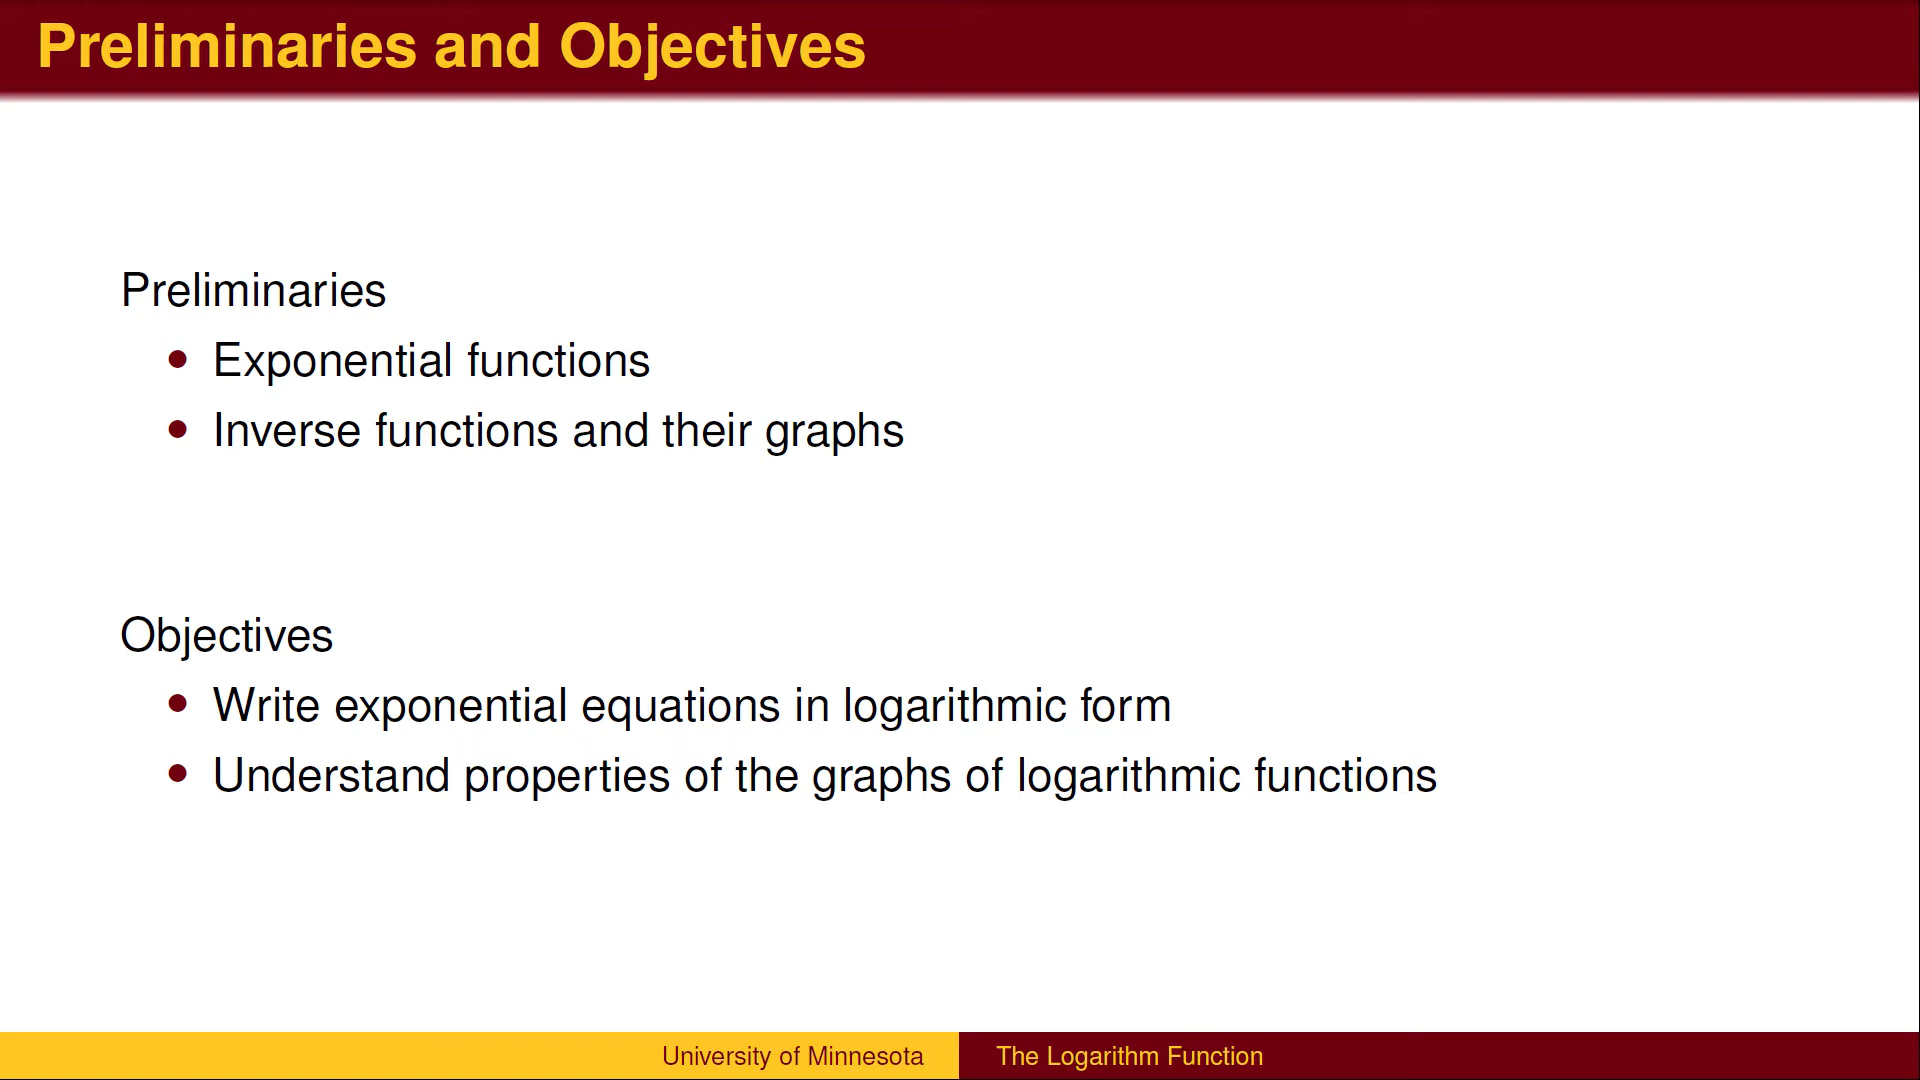 Preliminaries and Objectives
Preliminaries
• Exponential functions
• Inverse functions and their graphs
Objectives
• Write exponential equations in logarithmic form
• Understand properties of the graphs of logarithmic functions
University of Minnesota
The Logarithm Function